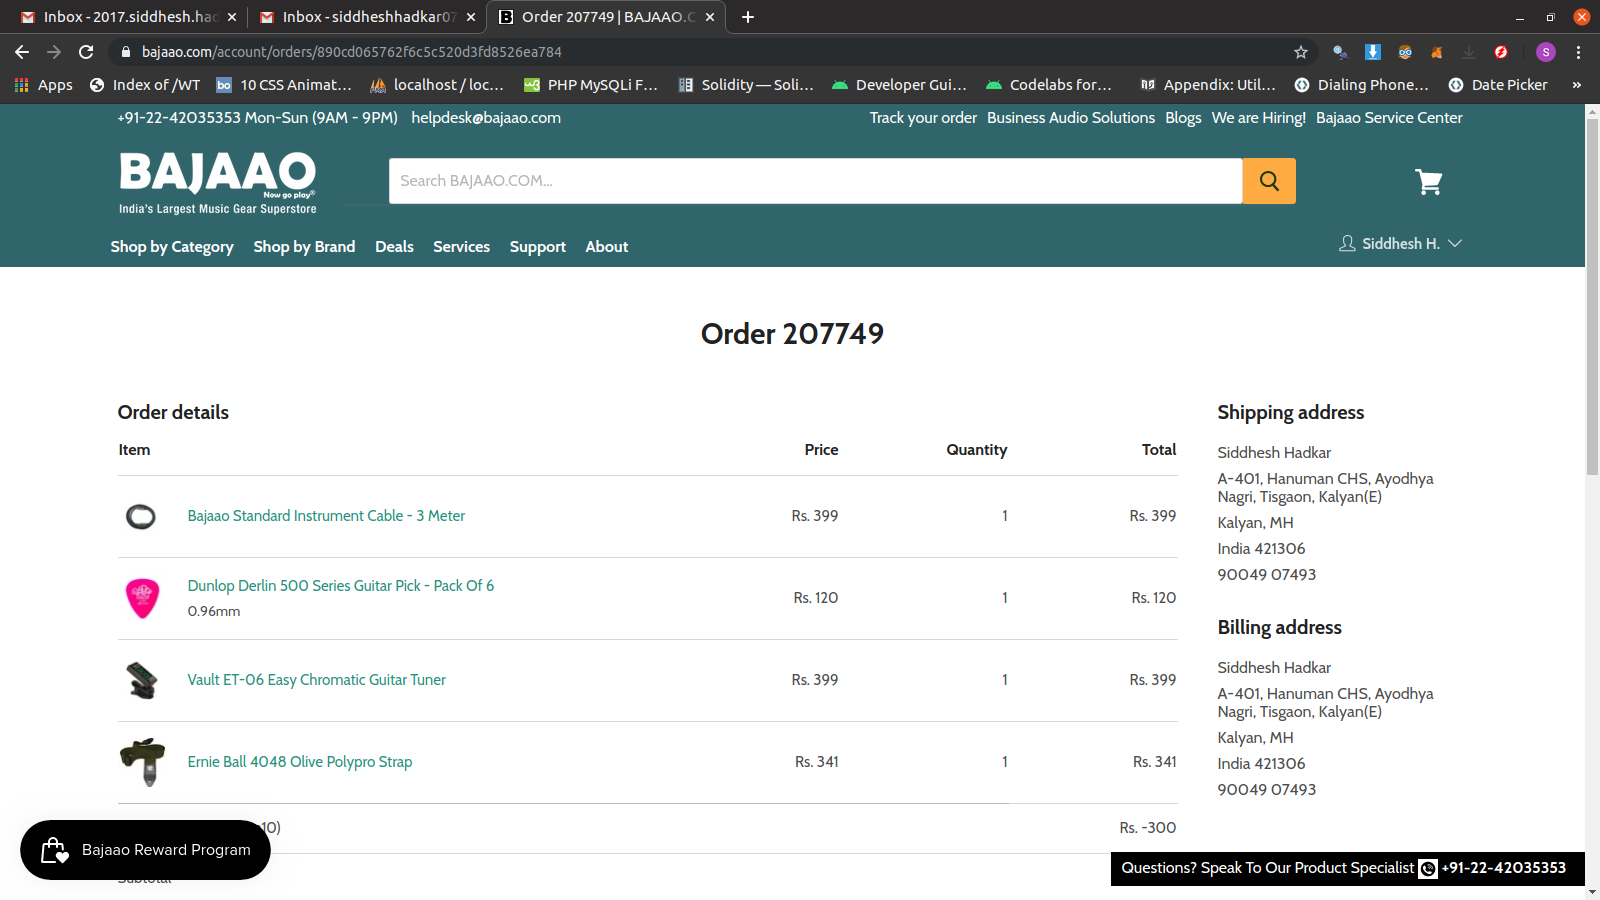 Inbox - 2017.siddhesh.had
Inbox - siddheshhadkar07
Order 207749 | BAJAAO.C
bajaao.com/account/orders/890cd065762f6c5c520d3fd8526ea784
S
Apps
Index of /WT
bo 10 CSS Animat...
localhost / loc...
PHP MySQLi F...
Solidity — Soli...
Developer Gui...
Codelabs for...
Appendix: Util...
Dialing Phone...
Date Picker
»
+91-22-42035353 Mon-Sun (9AM - 9PM) helpdesk@bajaao.com
Track your order Business Audio Solutions Blogs We are Hiring! Bajaao Service Center
BAJAAO
Now go play®
India's Largest Music Gear Superstore
Search BAJAAO.COM...
Shop by Category Shop by Brand Deals Services Support About
Siddhesh H.
Order 207749
Order details
Item Price Quantity Total
Bajaao Standard Instrument Cable - 3 Meter Rs. 399 1 Rs. 399
Dunlop Derlin 500 Series Guitar Pick - Pack Of 6
0.96mm
Rs. 120 1 Rs. 120
Vault ET-06 Easy Chromatic Guitar Tuner Rs. 399 1 Rs. 399
Ernie Ball 4048 Olive Polypro Strap Rs. 341 1 Rs. 341
10) Rs. -300
Subtotal
Shipping address
Siddhesh Hadkar
A-401, Hanuman CHS, Ayodhya
Nagri, Tisgaon, Kalyan(E)
Kalyan, MH
India 421306
90049 07493
Billing address
Siddhesh Hadkar
A-401, Hanuman CHS, Ayodhya
Nagri, Tisgaon, Kalyan(E)
Kalyan, MH
India 421306
90049 07493
Bajaao Reward Program
Questions? Speak To Our Product Specialist +91-22-42035353